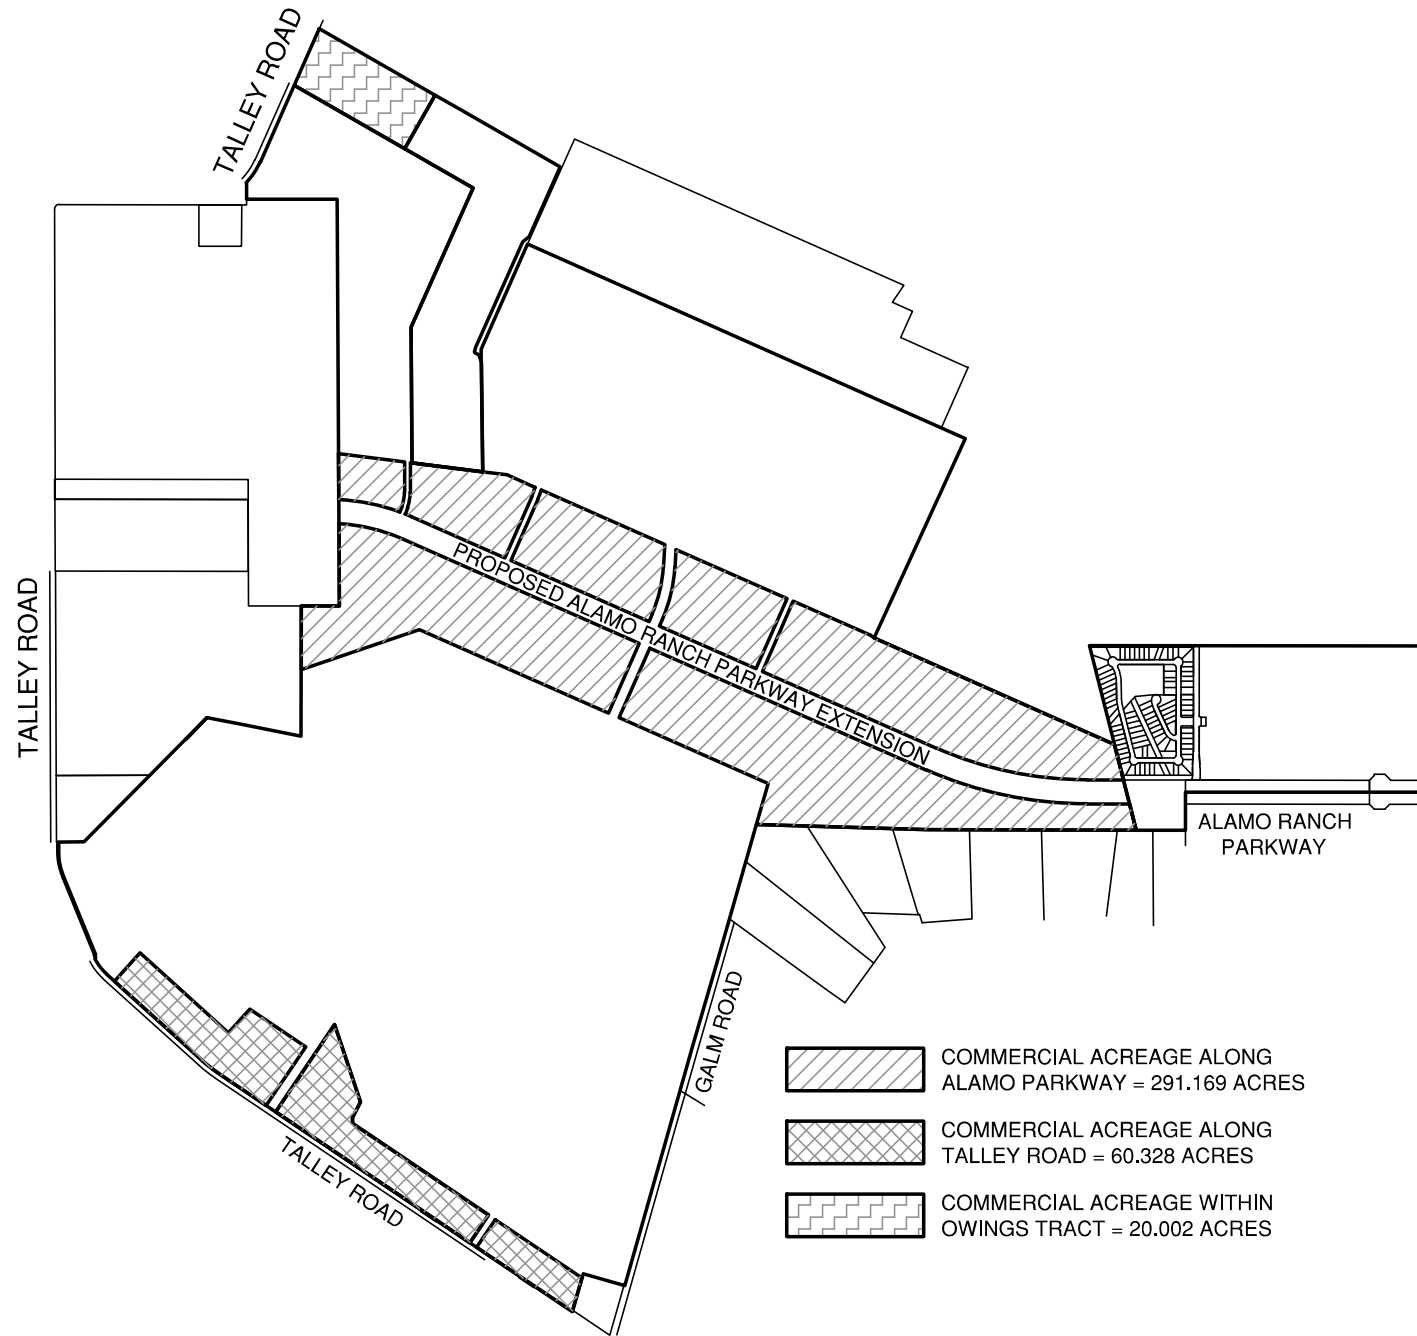 TALLEY ROAD
TALLEY ROAD
PROPOSED ALAMO RANCH PARKWAY EXTENSION
ALAMO RANCH
PARKWAY
GALM ROAD
TALLEY ROAD
COMMERCIAL ACREAGE ALONG
ALAMO PARKWAY = 291.169 ACRES
COMMERCIAL ACREAGE ALONG
TALLEY ROAD = 60.328 ACRES
COMMERCIAL ACREAGE WITHIN
OWINGS TRACT = 20.002 ACRES